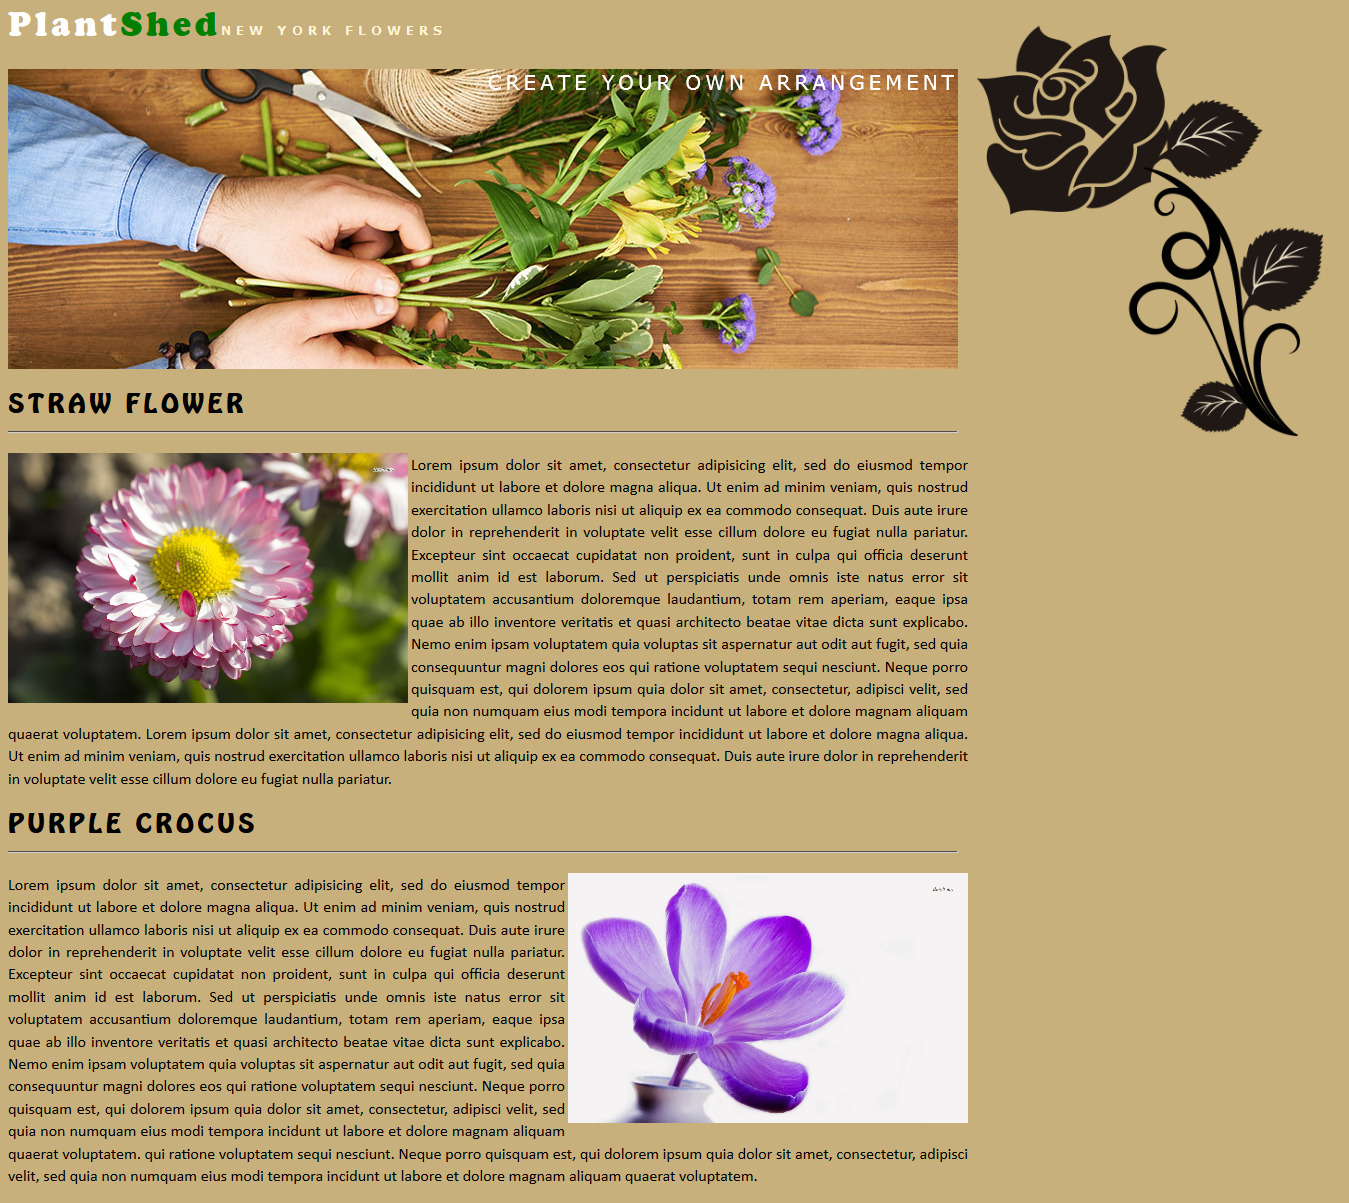 PlantShed NEW YORK FLOWERS
CREATE YOUR OWN ARRANGEMENT
STRAW FLOWER
Lorem ipsum dolor sit amet, consectetur adipisicing elit, sed do eiusmod tempor
incididunt ut labore et dolore magna aliqua. Ut enim ad minim veniam, quis nostrud
exercitation ullamco laboris nisi ut aliquip ex ea commodo consequat. Duis aute irure
dolor in reprehenderit in voluptate velit esse cillum dolore eu fugiat nulla pariatur.
Excepteur sint occaecat cupidatat non proident, sunt in culpa qui officia deserunt
mollit anim id est laborum. Sed ut perspiciatis unde omnis iste natus error sit
voluptatem accusantium doloremque laudantium, totam rem aperiam, eaque ipsa
quae ab illo inventore veritatis et quasi architecto beatae vitae dicta sunt explicabo.
Nemo enim ipsam voluptatem quia voluptas sit aspernatur aut odit aut fugit, sed quia
consequuntur magni dolores eos qui ratione voluptatem sequi nesciunt. Neque porro
quisquam est, qui dolorem ipsum quia dolor sit amet, consectetur, adipisci velit, sed
quia non numquam eius modi tempora incidunt ut labore et dolore magnam aliquam
quaerat voluptatem. Lorem ipsum dolor sit amet, consectetur adipisicing elit, sed do eiusmod tempor incididunt ut labore et dolore magna aliqua.
Ut enim ad minim veniam, quis nostrud exercitation ullamco laboris nisi ut aliquip ex ea commodo consequat. Duis aute irure dolor in reprehenderit
in voluptate velit esse cillum dolore eu fugiat nulla pariatur.
PURPLE CROCUS
Lorem ipsum dolor sit amet, consectetur adipisicing elit, sed do eiusmod tempor
incididunt ut labore et dolore magna aliqua. Ut enim ad minim veniam, quis nostrud
exercitation ullamco laboris nisi ut aliquip ex ea commodo consequat. Duis aute irure
dolor in reprehenderit in voluptate velit esse cillum dolore eu fugiat nulla pariatur.
Excepteur sint occaecat cupidatat non proident, sunt in culpa qui officia deserunt
mollit anim id est laborum. Sed ut perspiciatis unde omnis iste natus error sit
voluptatem accusantium doloremque laudantium, totam rem aperiam, eaque ipsa
quae ab illo inventore veritatis et quasi architecto beatae vitae dicta sunt explicabo.
Nemo enim ipsam voluptatem quia voluptas sit aspernatur aut odit aut fugit, sed quia
consequuntur magni dolores eos qui ratione voluptatem sequi nesciunt. Neque porro
quisquam est, qui dolorem ipsum quia dolor sit amet, consectetur, adipisci velit, sed
quia non numquam eius modi tempora incidunt ut labore et dolore magnam aliquam
quaerat voluptatem. qui ratione voluptatem sequi nesciunt. Neque porro quisquam est, qui dolorem ipsum quia dolor sit amet, consectetur, adipisci
velit, sed quia non numquam eius modi tempora incidunt ut labore et dolore magnam aliquam quaerat voluptatem.